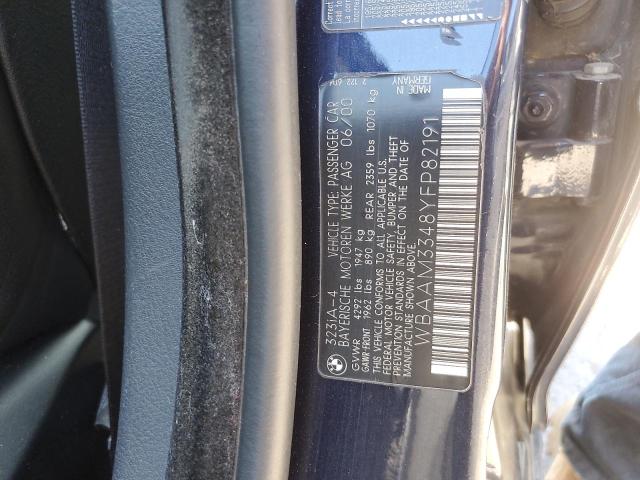 323iA-4 VEHICLE TYPE: PASSENGER CAR
BAYERISCHE MOTOREN WERKE AG 06/00
GVWR 4292 lbs 1947 kg
GAWR-FRONT 1962 lbs 890 kg REAR 2359 lbs 1070 kg
THIS VEHICLE CONFORMS TO ALL APPLICABLE U.S.
FEDERAL MOTOR VEHICLE SAFETY, BUMPER AND THEFT
PREVENTION STANDARDS IN EFFECT ON THE DATE OF
MANUFACTURE SHOWN ABOVE.
WBAAM3348YFP82191
MADE IN
GERMANY